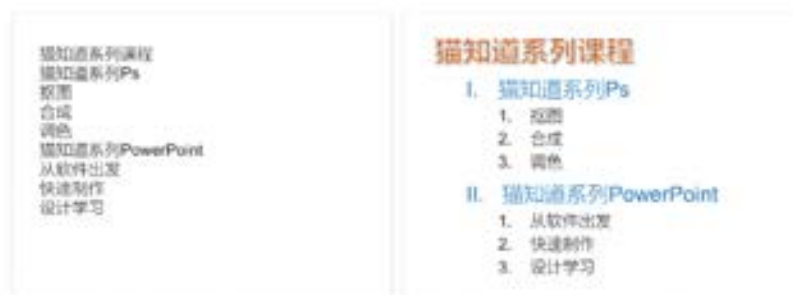 猫知道系列课程
猫知道系列Ps
抠图
合成
调色
猫知道系列PowerPoint
从软件出发
快速制作
设计学习
猫知道系列课程
I. 猫知道系列Ps
1. 抠图
2. 合成
3. 调色
II. 猫知道系列PowerPoint
1. 从软件出发
2. 快速制作
3. 设计学习